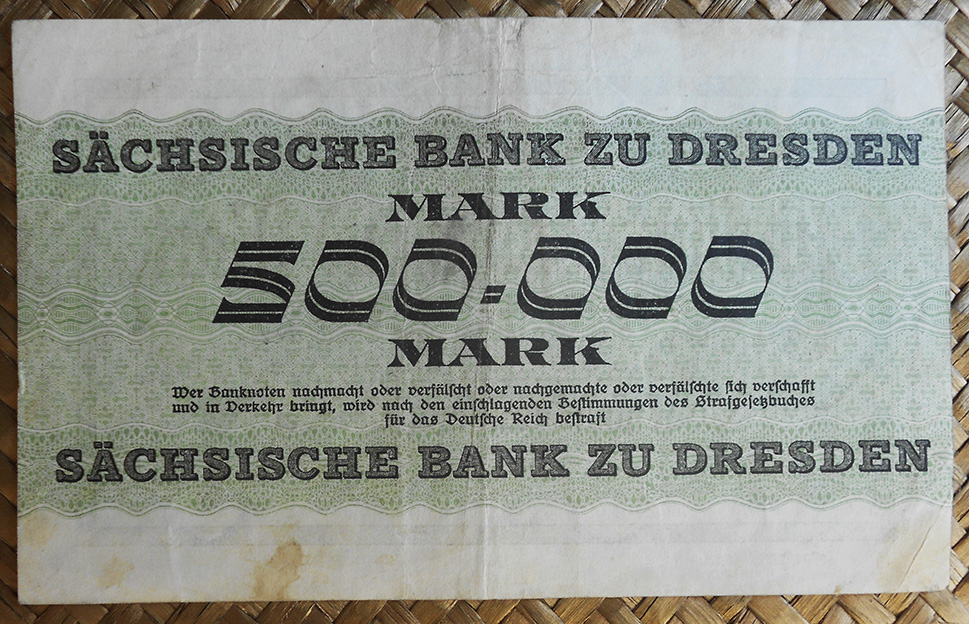 SÄCHSISCHE BANK ZU DRESDEN
MARK
500=000
MARK
Wer Banknoten nachmacht oder verfälscht oder nachgemachte oder verfälschte sich verschafft
und in Verkehr bringt, wird nach den einschlagenden Bestimmungen des Strafgesetzbuches
für das Deutsche Reich bestraft
SÄCHSISCHE BANK ZU DRESDEN